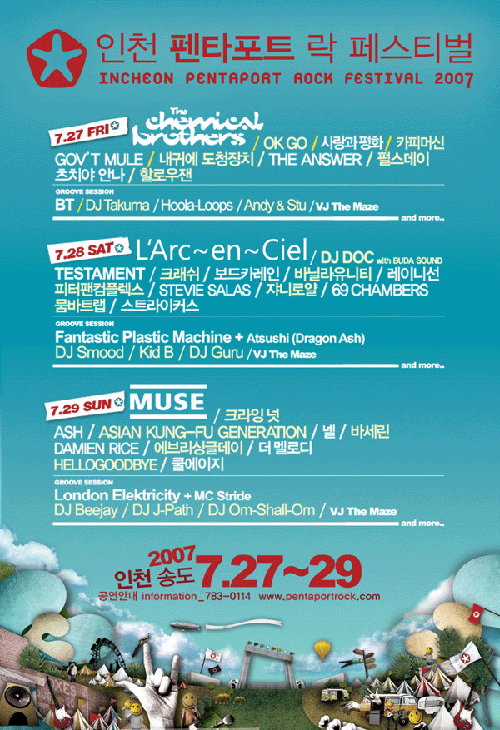 인천 펜타포트 락 페스티벌
INCHEON PENTAPORT ROCK FESTIVAL 2007
7.27 FRI The chemical brothers / OK GO / 사랑과평화 / 카피머신
GOV'T MULE / 내귀에 도청장치 / THE ANSWER / 펄스데이
츠치야 안나 / 할로우잰
GROOVE SESSION
BT / DJ Takuma / Hoola-Loops / Andy & Stu / VJ The Maze
and more..
7.28 SAT L'Arc~en~Ciel / DJ DOC with BUDA SOUND
TESTAMENT / 크래쉬 / 보드카레인 / 바닐라유니티 / 레이니선
피터팬컴플렉스 / STEVIE SALAS / 쟈니로얄 / 69 CHAMBERS
뭄바트랩 / 스트라이커스
GROOVE SESSION
Fantastic Plastic Machine + Atsushi (Dragon Ash)
DJ Smood / Kid B / DJ Guru / VJ The Maze
and more..
7.29 SUN MUSE / 크라잉 넛
ASH / ASIAN KUNG-FU GENERATION / 넬 / 바세린
DAMIEN RICE / 에브리싱글데이 / 더 멜로디
HELLOGOODBYE / 쿨에이지
GROOVE SESSION
London Elektricity + MC Stride
DJ Beejay / DJ J-Path / DJ Om-Shall-Om / VJ The Maze
and more..
2007
인천 송도 7.27~29
공연안내 information_783-0114 www.pentaportrock.com